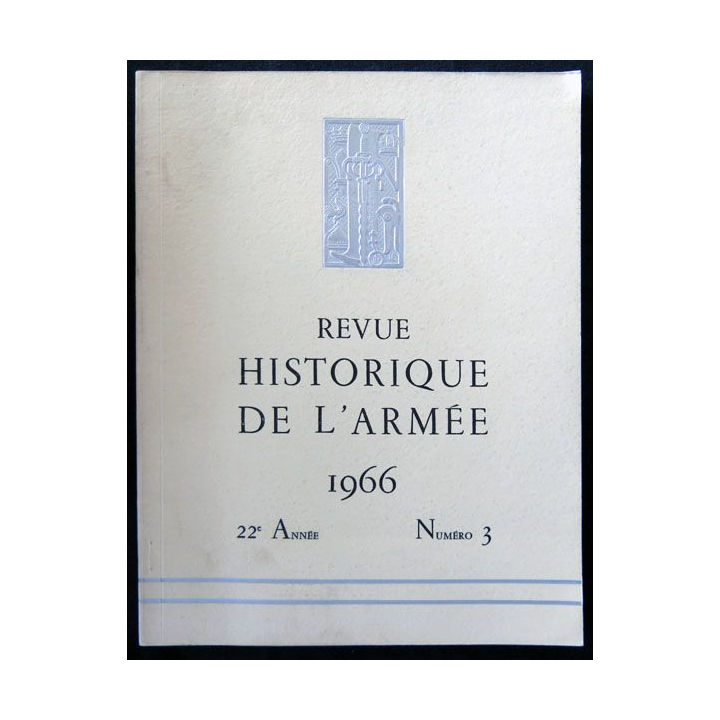 REVUE
HISTORIQUE
DE L'ARMÉE
1966
22e ANNÉE NUMÉRO 3